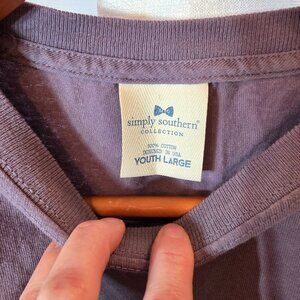 simply southern®
COLLECTION
100% COTTON
DESIGNED IN USA
YOUTH LARGE